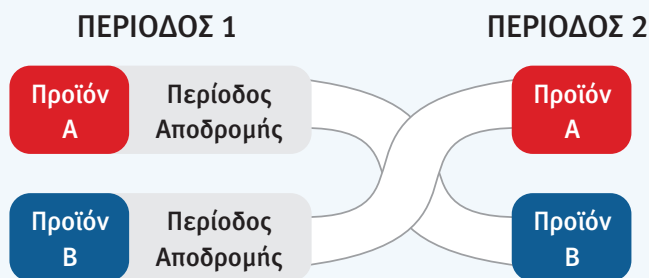 ΠΕΡΙΟΔΟΣ 1
ΠΕΡΙΟΔΟΣ 2
Προϊόν
Α
Περίοδος
Αποδρομής
Προϊόν
Α
Προϊόν
Β
Περίοδος
Αποδρομής
Προϊόν
Β